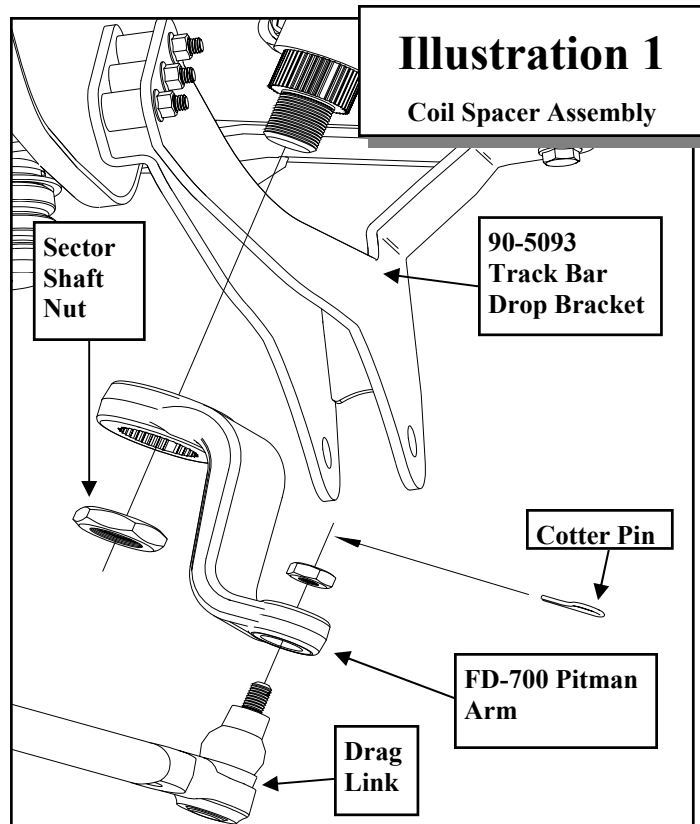 Illustration 1
Coil Spacer Assembly
Sector
Shaft
Nut
90-5093
Track Bar
Drop Bracket
Cotter Pin
FD-700 Pitman
Arm
Drag
Link